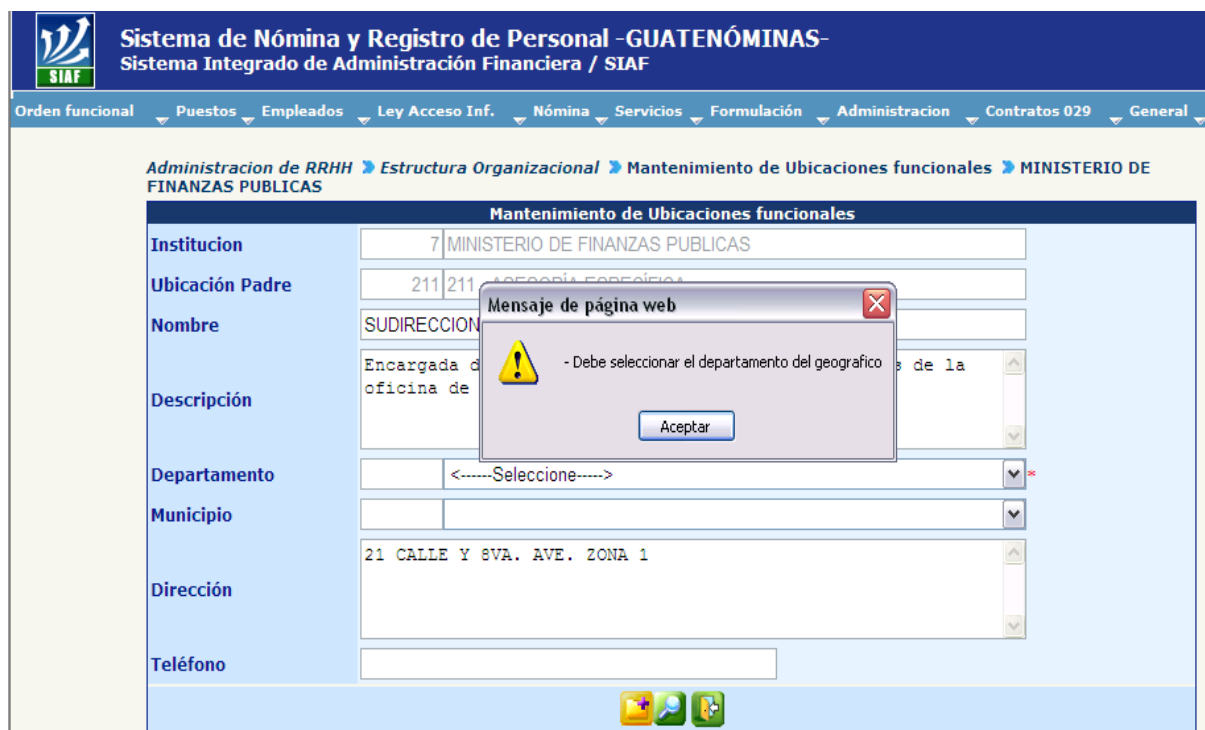 Sistema de Nómina y Registro de Personal -GUATENÓMINAS-
Sistema Integrado de Administración Financiera / SIAF
SIAF
Orden funcional Puestos Empleados Ley Acceso Inf. Nómina Servicios Formulación Administracion Contratos 029 General
Administracion de RRHH Estructura Organizacional Mantenimiento de Ubicaciones funcionales MINISTERIO DE
FINANZAS PUBLICAS
Mantenimiento de Ubicaciones funcionales
Institucion 7 MINISTERIO DE FINANZAS PUBLICAS
Ubicación Padre 211 211 - ASESORÍA ESPECÍFICA
Nombre SUDIRECCION
Mensaje de página web
- Debe seleccionar el departamento del geografico
Aceptar
Descripción
Encargada d s de la
oficina de
Departamento <------Seleccione-----> *
Municipio
Dirección 21 CALLE Y 8VA. AVE. ZONA 1
Teléfono